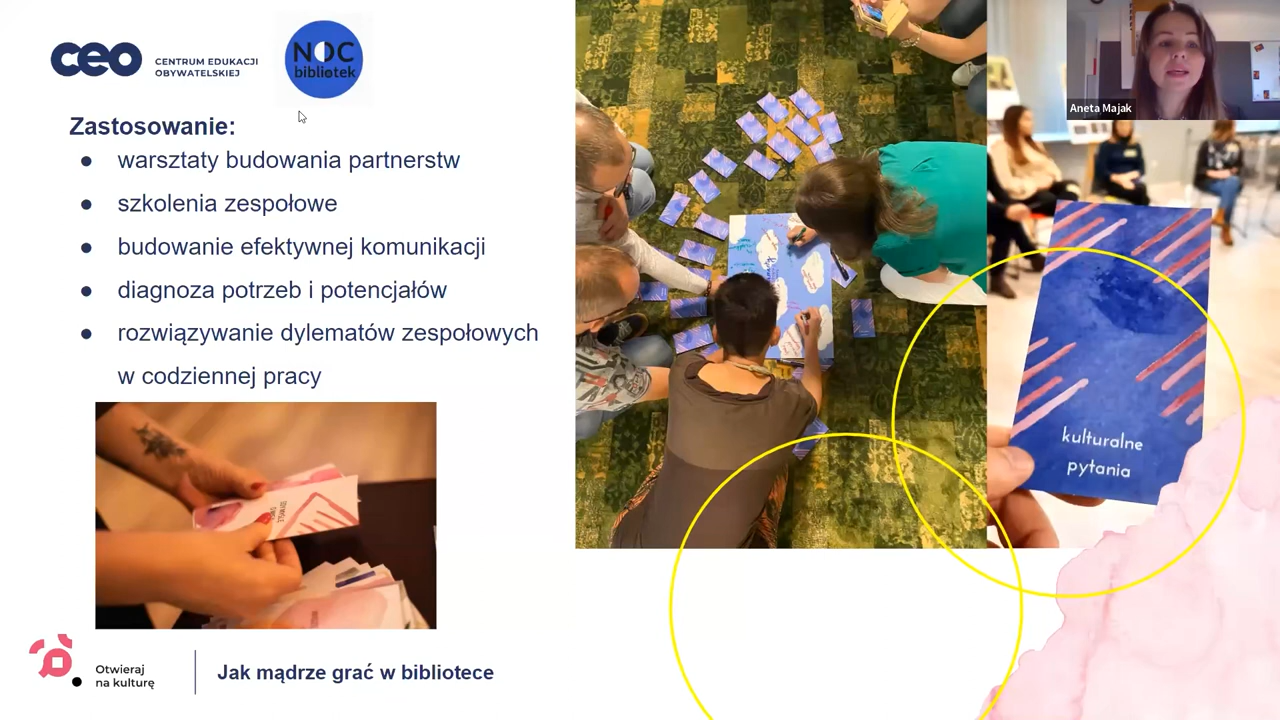 ceo
CENTRUM EDUKACJI
OBYWATELSKIEJ
NOC
bibliotek
Aneta Majak
Zastosowanie:
● warsztaty budowania partnerstw
● szkolenia zespołowe
● budowanie efektywnej komunikacji
● diagnoza potrzeb i potencjałów
● rozwiązywanie dylematów zespołowych
w codziennej pracy
kulturalne
pytania
Otwieraj
na kulturę
Jak mądrze grać w bibliotece